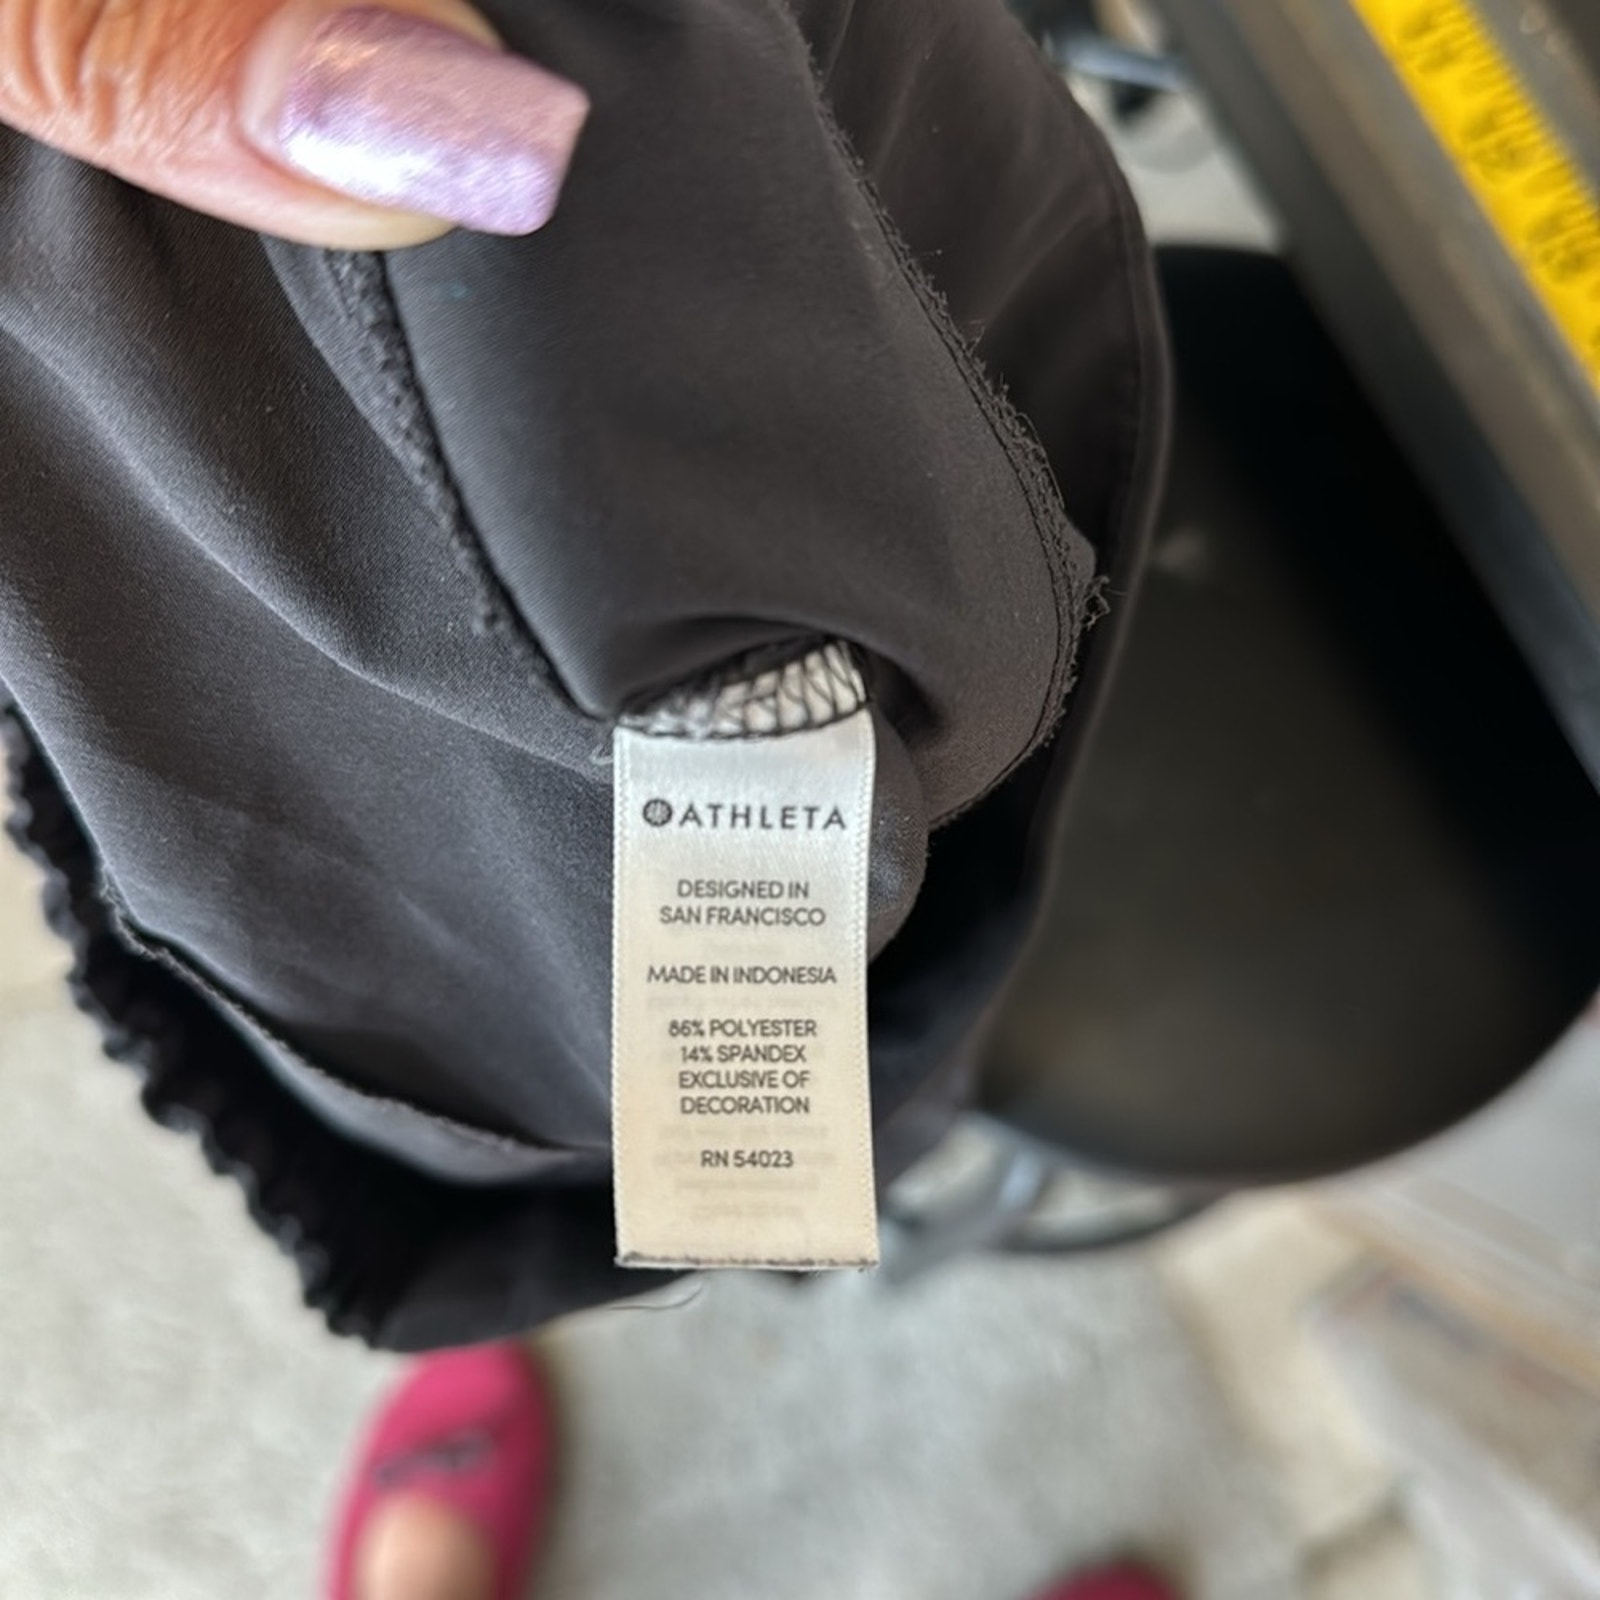 ATHLETA
DESIGNED IN
SAN FRANCISCO
MADE IN INDONESIA
86% POLYESTER
14% SPANDEX
EXCLUSIVE OF
DECORATION
RN 54023